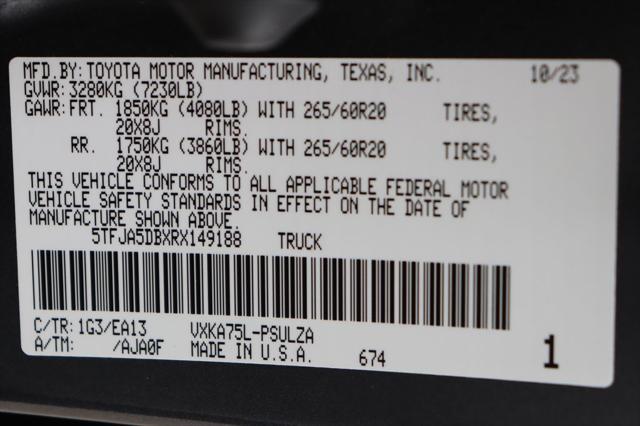 MFD.BY:TOYOTA MOTOR MANUFACTURING, TEXAS, INC. 10/23
GVWR:3280KG (7230LB)
GAWR:FRT. 1850KG (4080LB) WITH 265/60R20 TIRES,
20X8J RIMS.
RR. 1750KG (3860LB) WITH 265/60R20 TIRES,
20X8J RIMS.
THIS VEHICLE CONFORMS TO ALL APPLICABLE FEDERAL MOTOR
VEHICLE SAFETY STANDARDS IN EFFECT ON THE DATE OF
MANUFACTURE SHOWN ABOVE.
5TFJA5DBXRX149188 TRUCK
C/TR:1G3/EA13 VXKA75L-PSULZA
A/TM: /AJA0F MADE IN U.S.A. 674 1